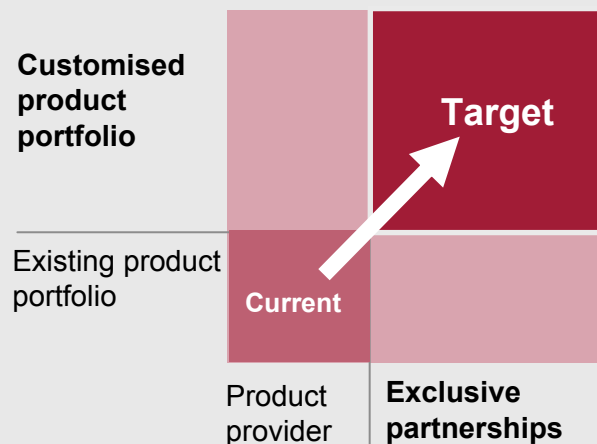 Customised
product
portfolio
Target
Existing product
portfolio
Current
Product
provider
Exclusive
partnerships